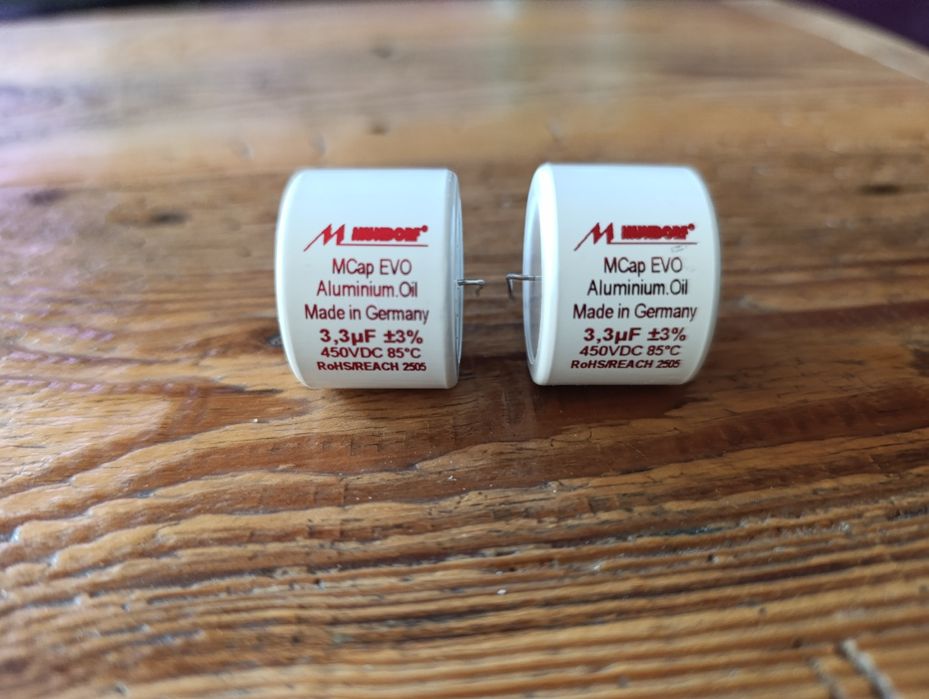 MUNDORF®
MCap EVO
Aluminium.Oil
Made in Germany
3,3µF ±3%
450VDC 85°C
RoHS/REACH 2505
MUNDORF®
MCap EVO
Aluminium.Oil
Made in Germany
3,3µF ±3%
450VDC 85°C
RoHS/REACH 2505